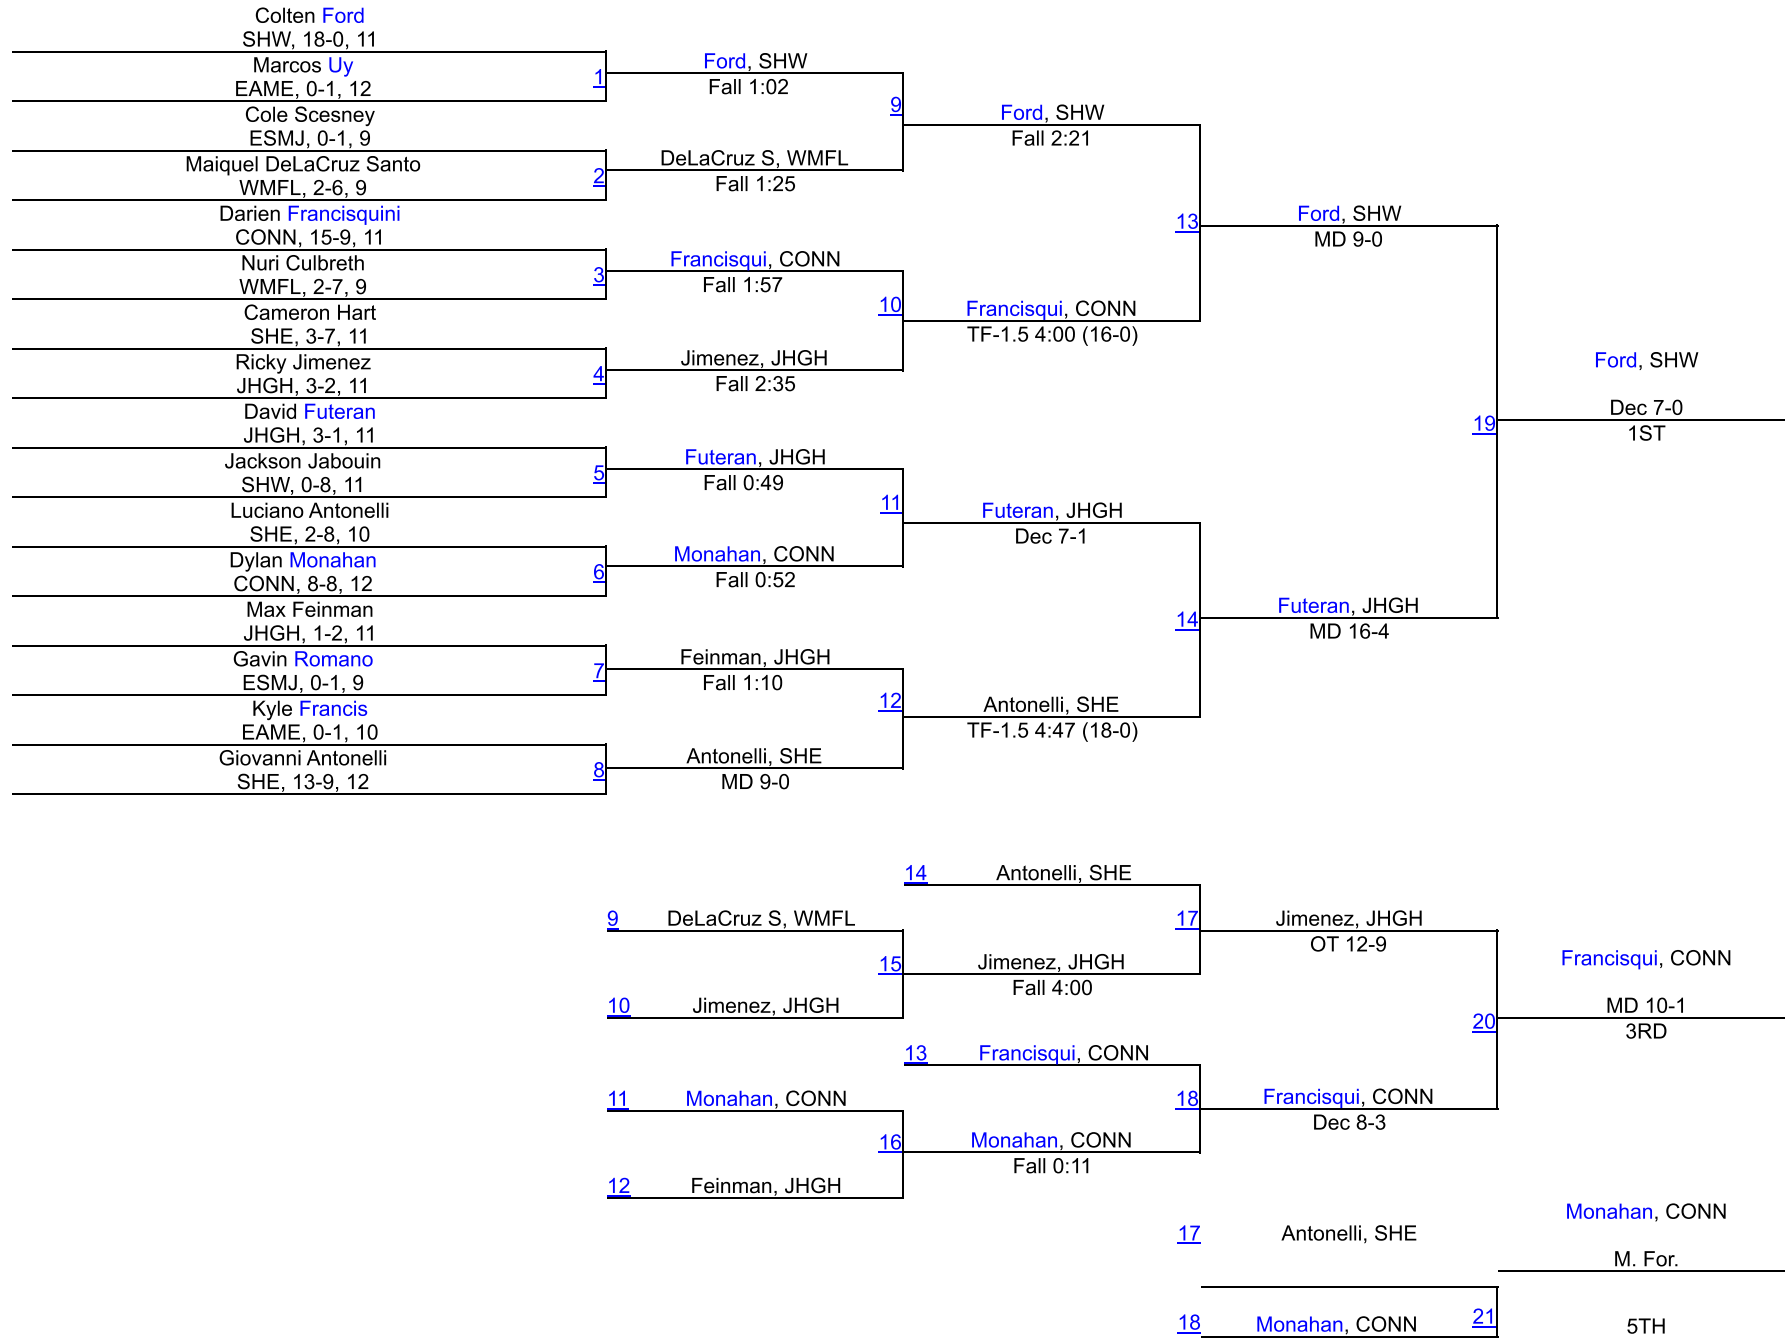 Colten Ford
SHW, 18-0, 11
Marcos Uy
EAME, 0-1, 12
Cole Scesney
ESMJ, 0-1, 9
Maiquel DeLaCruz Santo
WMFL, 2-6, 9
Darien Francisquini
CONN, 15-9, 11
Nuri Culbreth
WMFL, 2-7, 9
Cameron Hart
SHE, 3-7, 11
Ricky Jimenez
JHGH, 3-2, 11
David Futeran
JHGH, 3-1, 11
Jackson Jabouin
SHW, 0-8, 11
Luciano Antonelli
SHE, 2-8, 10
Dylan Monahan
CONN, 8-8, 12
Max Feinman
JHGH, 1-2, 11
Gavin Romano
ESMJ, 0-1, 9
Kyle Francis
EAME, 0-1, 10
Giovanni Antonelli
SHE, 13-9, 12
1
2
3
4
5
6
7
8
Ford, SHW
Fall 1:02
DeLaCruz S, WMFL
Fall 1:25
Francisqui, CONN
Fall 1:57
Jimenez, JHGH
Fall 2:35
Futeran, JHGH
Fall 0:49
Monahan, CONN
Fall 0:52
Feinman, JHGH
Fall 1:10
Antonelli, SHE
MD 9-0
9
10
11
12
Ford, SHW
Fall 2:21
Francisqui, CONN
TF-1.5 4:00 (16-0)
Futeran, JHGH
Dec 7-1
Antonelli, SHE
TF-1.5 4:47 (18-0)
13
14
Ford, SHW
MD 9-0
Futeran, JHGH
MD 16-4
19
Ford, SHW
Dec 7-0
1ST
9 DeLaCruz S, WMFL
10 Jimenez, JHGH
11 Monahan, CONN
12 Feinman, JHGH
15
16
14 Antonelli, SHE
Jimenez, JHGH
Fall 4:00
13 Francisqui, CONN
Monahan, CONN
Fall 0:11
17
18
Jimenez, JHGH
OT 12-9
Francisqui, CONN
Dec 8-3
20
Francisqui, CONN
MD 10-1
3RD
17 Antonelli, SHE
18 Monahan, CONN
21
Monahan, CONN
M. For.
5TH